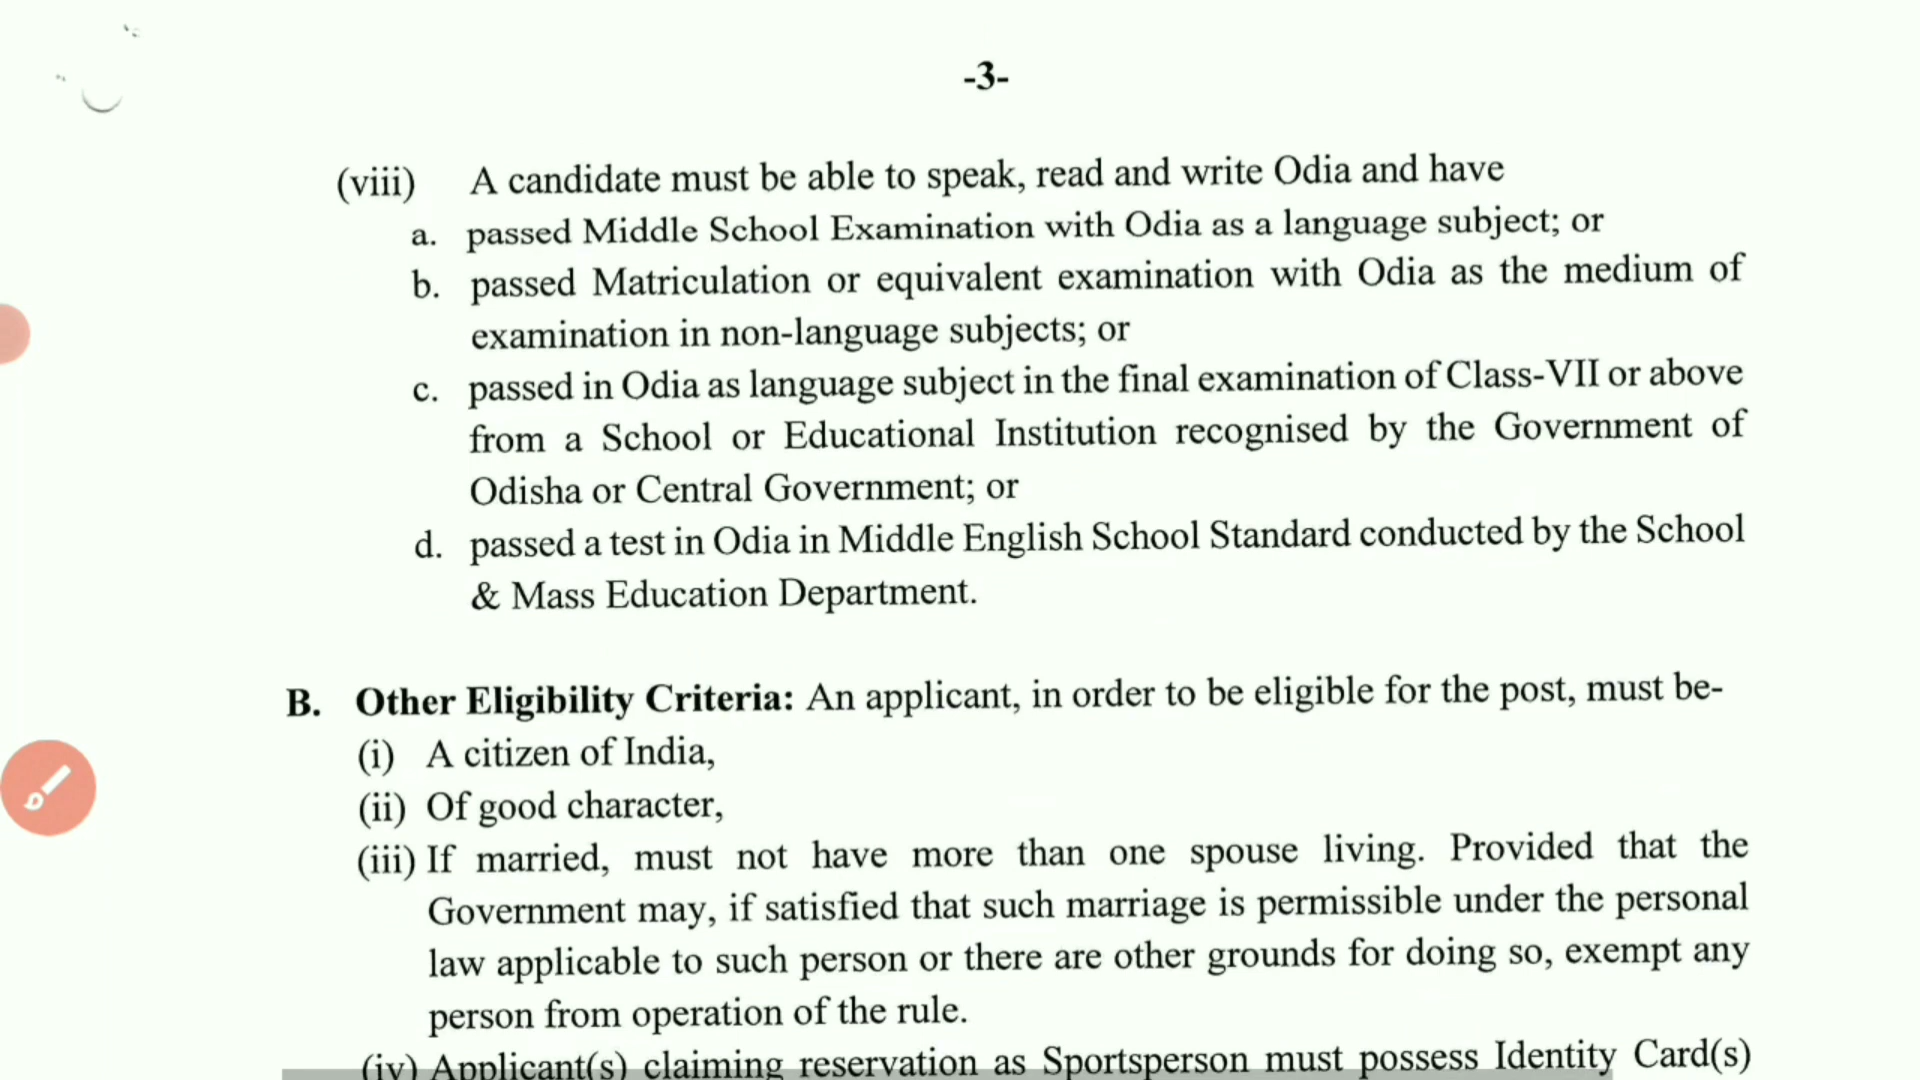 -3-
(viii) A candidate must be able to speak, read and write Odia and have
a. passed Middle School Examination with Odia as a language subject; or
b. passed Matriculation or equivalent examination with Odia as the medium of
examination in non-language subjects; or
c. passed in Odia as language subject in the final examination of Class-VII or above
from a School or Educational Institution recognised by the Government of
Odisha or Central Government; or
d. passed a test in Odia in Middle English School Standard conducted by the School
& Mass Education Department.
B. Other Eligibility Criteria: An applicant, in order to be eligible for the post, must be-
(i) A citizen of India,
(ii) Of good character,
(iii) If married, must not have more than one spouse living. Provided that the
Government may, if satisfied that such marriage is permissible under the personal
law applicable to such person or there are other grounds for doing so, exempt any
person from operation of the rule.
(iv) Applicant(s) claiming reservation as Sportsperson must possess Identity Card(s)